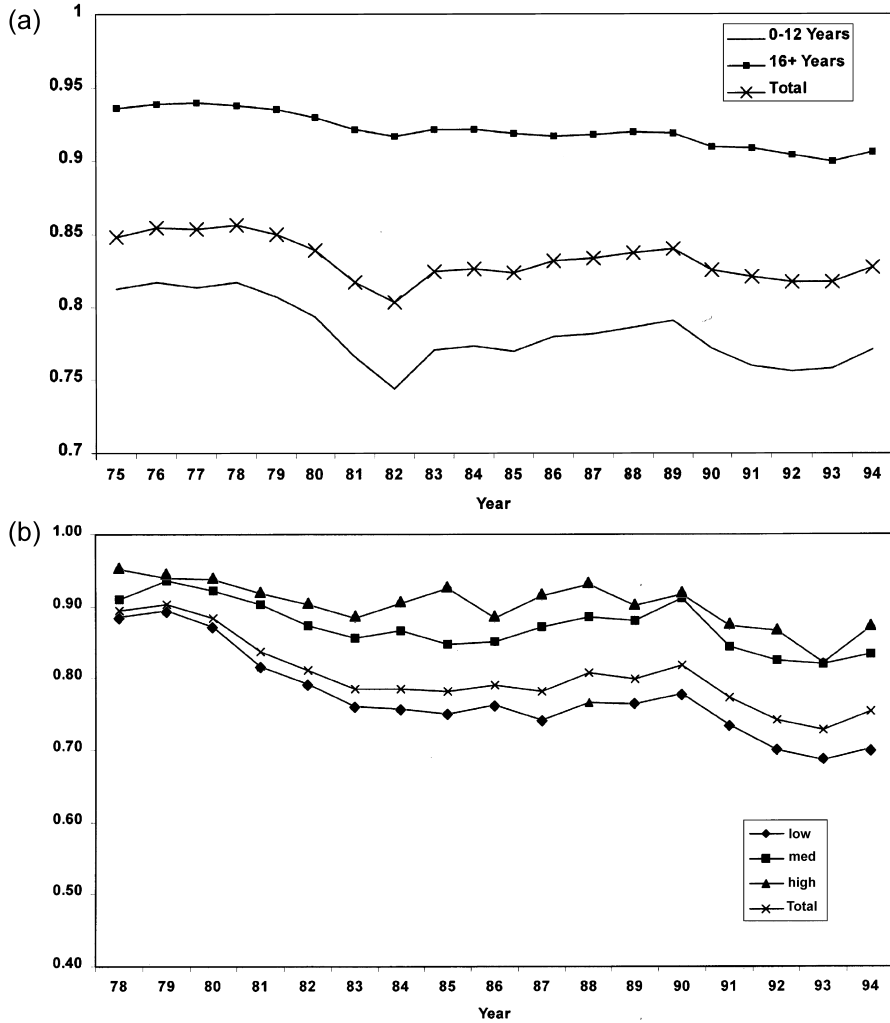 (a)
1
0.95
0.9
0.85
0.8
0.75
0.7
0-12 Years
16+ Years
Total
75 76 77 78 79 80 81 82 83 84 85 86 87 88 89 90 91 92 93 94
Year
(b)
1.00
0.90
0.80
0.70
0.60
0.50
0.40
low
med
high
Total
78 79 80 81 82 83 84 85 86 87 88 89 90 91 92 93 94
Year